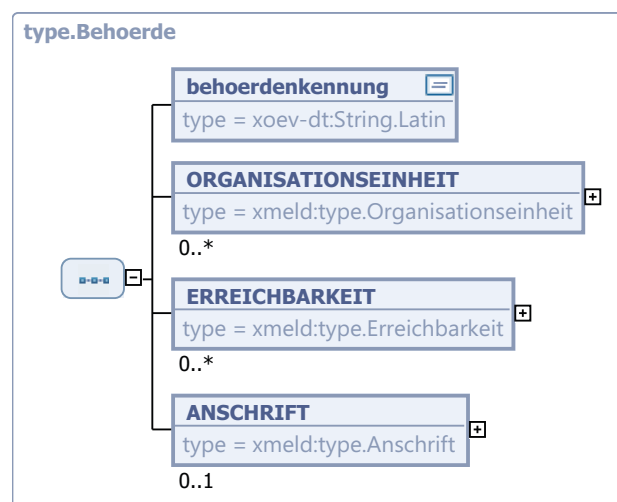 type.Behoerde
behoerdenkennung
type = xoev-dt:String.Latin
ORGANISATIONSEINHEIT
type = xmeld:type.Organisationseinheit
0..*
ERREICHBARKEIT
type = xmeld:type.Erreichbarkeit
0..*
ANSCHRIFT
type = xmeld:type.Anschrift
0..1